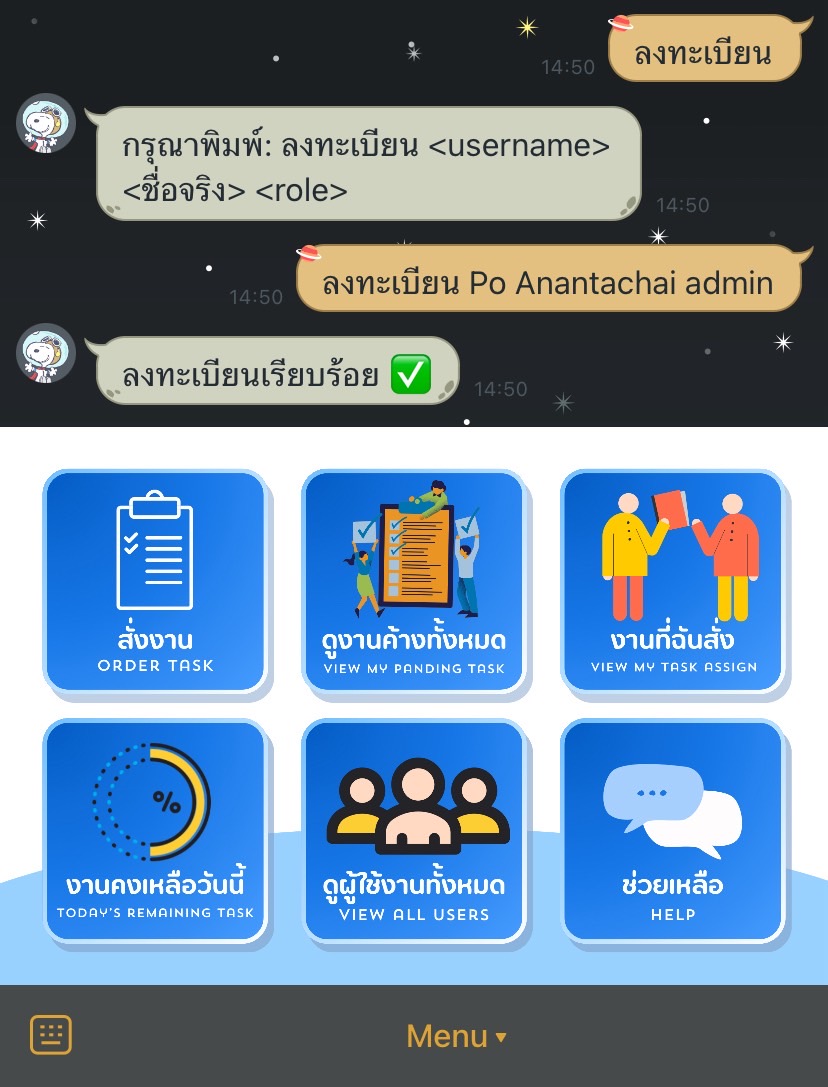 ลงทะเบียน
14:50
กรุณาพิมพ์: ลงทะเบียน <username>
<ชื่อจริง> <role>
14:50
ลงทะเบียน Po Anantachai admin
14:50
ลงทะเบียนเรียบร้อย ✅
14:50
สั่งงาน
ORDER TASK
ดูงานค้างทั้งหมด
VIEW MY PANDING TASK
งานที่ฉันสั่ง
VIEW MY TASK ASSIGN
%
งานคงเหลือวันนี้
TODAY'S REMAINING TASK
ดูผู้ใช้งานทั้งหมด
VIEW ALL USERS
ช่วยเหลือ
HELP
Menu ▾